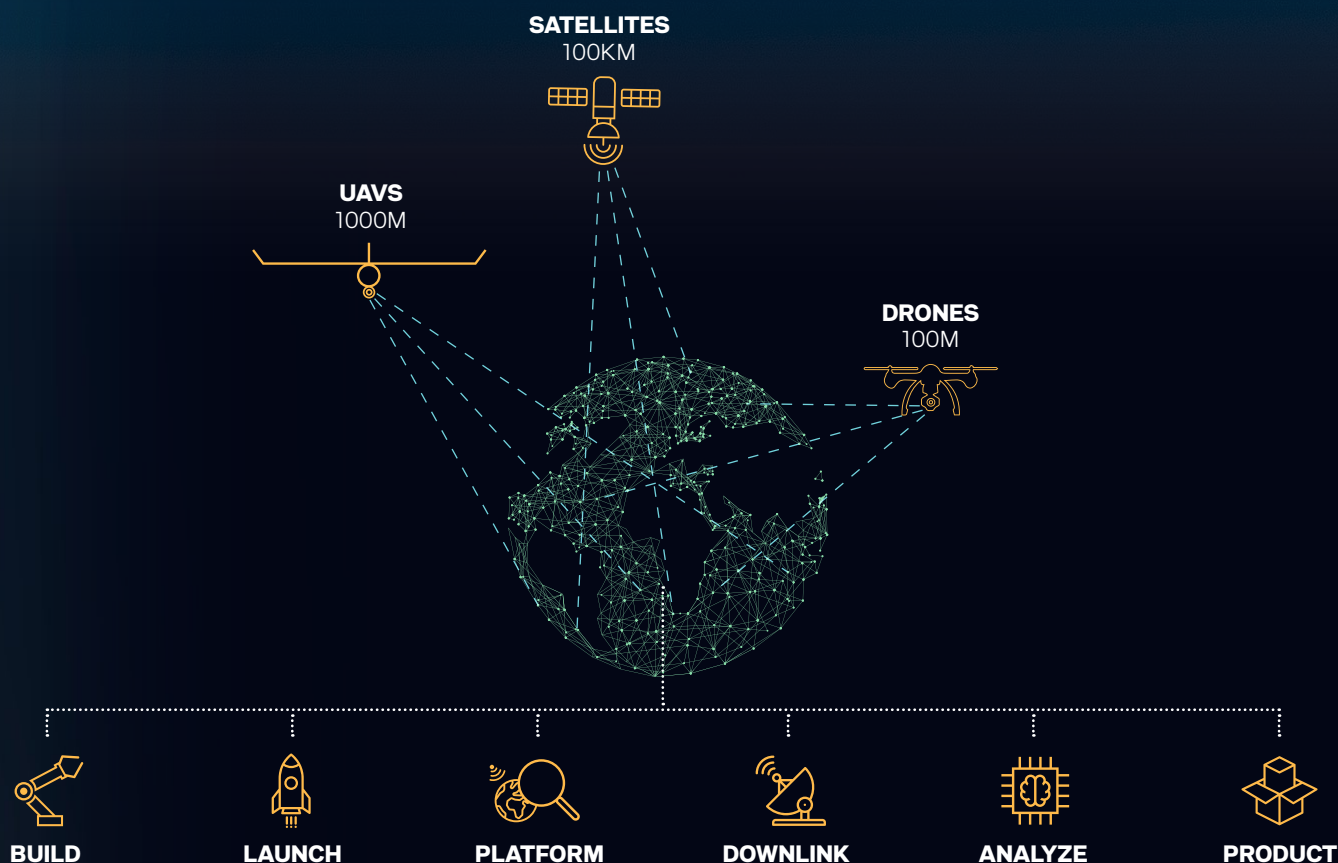 SATELLITES
100KM
UAVS
1000M
DRONES
100M
BUILD
LAUNCH
PLATFORM
DOWNLINK
ANALYZE
PRODUCT